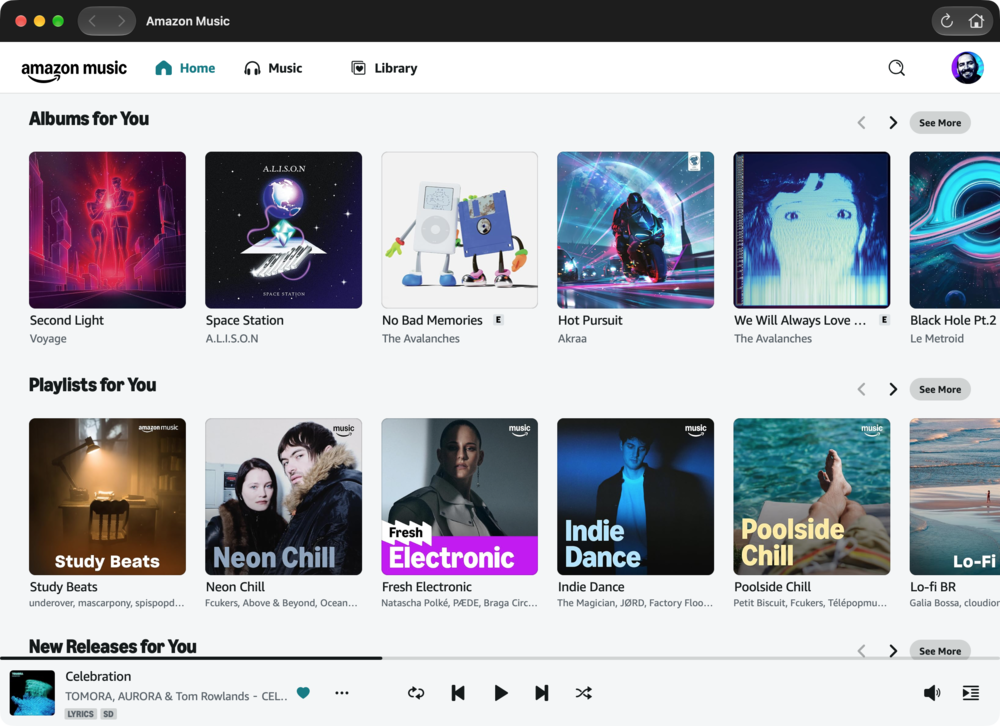 Amazon Music
amazon music
Home
Music
Library
Albums for You
See More
A.L.I.S.O.N
SPACE STATION
Second Light
Voyage
Space Station
A.L.I.S.O.N
No Bad Memories E
The Avalanches
Hot Pursuit
Akraa
We Will Always Love ... E
The Avalanches
Black Hole Pt.2
Le Metroid
Playlists for You
See More
amazon music
Study Beats
music
Neon Chill
music
Fresh
Electronic
music
Indie
Dance
music
Poolside
Chill
Lo-Fi
Study Beats
underover, mascarpony, spispopd...
Neon Chill
Fcukers, Above & Beyond, Ocean...
Fresh Electronic
Natascha Polké, PÆDE, Braga Circ...
Indie Dance
The Magician, JØRD, Factory Floo...
Poolside Chill
Petit Biscuit, Fcukers, Télépopmu...
Lo-fi BR
Galia Bossa, cloudion
New Releases for You
See More
Celebration
TOMORA, AURORA & Tom Rowlands - CEL..
LYRICS SD